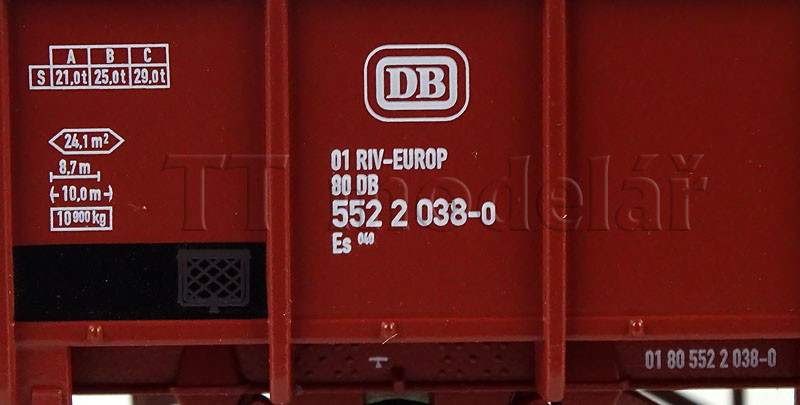 A B C
S 21,0t 25,0t 29,0t
DB
24,1 m²
8,7 m
(-10,0 m-)
10 900 kg
01 RIV-EUROP
80 DB
552 2 038-0
Es 040
TT modelář
01 80 552 2 038-0